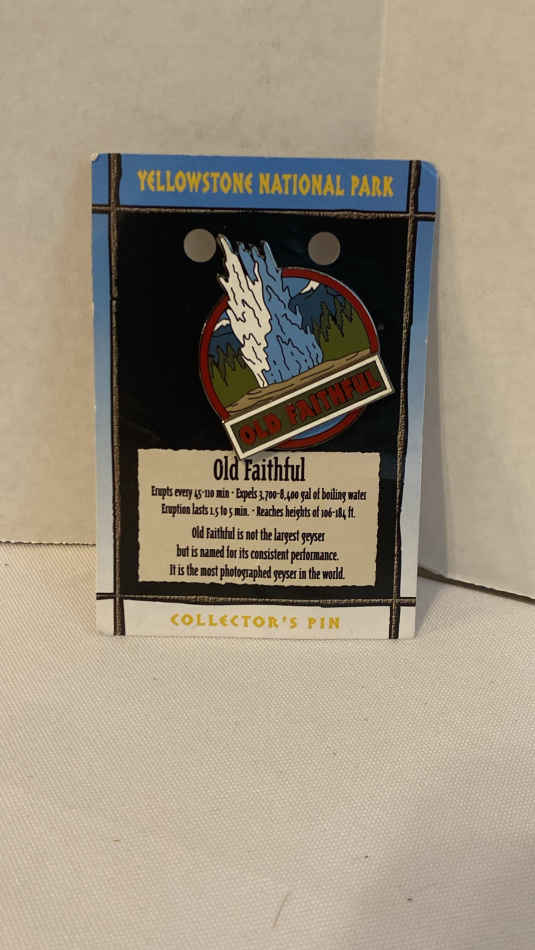 YELLOWSTONE NATIONAL PARK
OLD FAITHFUL
Old Faithful
Erupts every 45-110 min - Expels 3,700-8,400 gal of boiling water
Eruption lasts 1.5 to 5 min. - Reaches heights of 106-184 ft.
Old Faithful is not the largest geyser
but is named for its consistent performance.
It is the most photographed geyser in the world.
COLLECTOR'S PIN